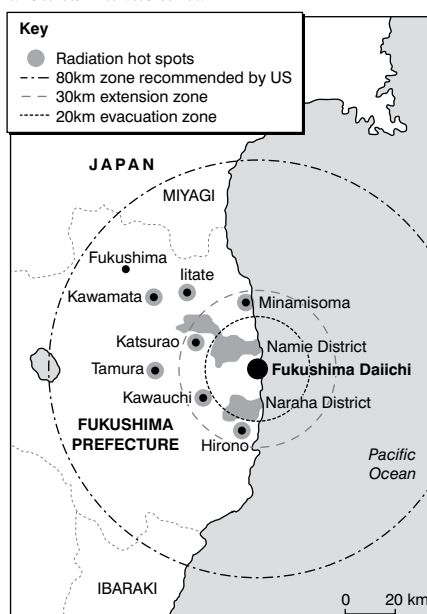 Key
Radiation hot spots
80km zone recommended by US
30km extension zone
20km evacuation zone
JAPAN
MIYAGI
Fukushima
Iitate
Kawamata
Minamisoma
Katsurao
Namie District
Tamura
Fukushima Daiichi
Kawauchi
Naraha District
FUKUSHIMA
PREFECTURE
Hirono
Pacific
Ocean
IBARAKI
0 20 km